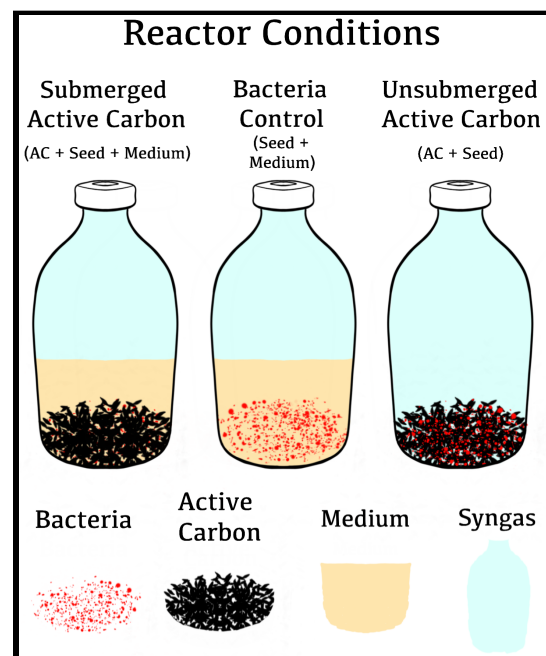 Reactor Conditions
Submerged
Active Carbon
(AC + Seed + Medium)
Bacteria
Control
(Seed +
Medium)
Unsubmerged
Active Carbon
(AC + Seed)
Bacteria
Active
Carbon
Medium
Syngas